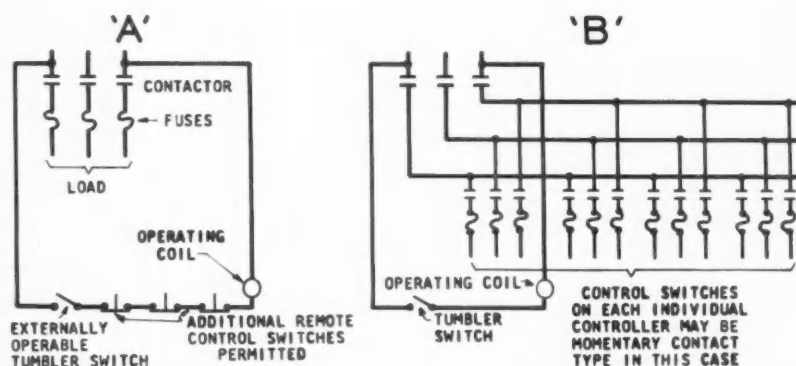 'A'
CONTACTOR
FUSES
LOAD
OPERATING
COIL
EXTERNALLY
OPERABLE
TUMBLER SWITCH
ADDITIONAL REMOTE
CONTROL SWITCHES
PERMITTED
'B'
OPERATING COIL
TUMBLER
SWITCH
CONTROL SWITCHES
ON EACH INDIVIDUAL
CONTROLLER MAY BE
MOMENTARY CONTACT
TYPE IN THIS CASE